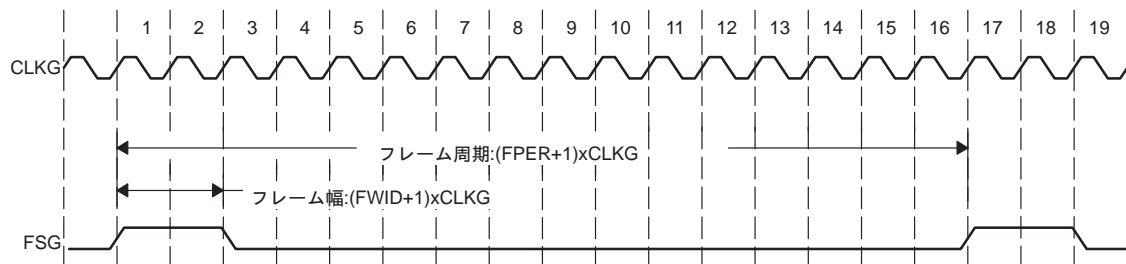 1 2 3 4 5 6 7 8 9 10 11 12 13 14 15 16 17 18 19
CLKG
フレーム周期:(FPER+1)xCLKG
フレーム幅:(FWID+1)xCLKG
FSG